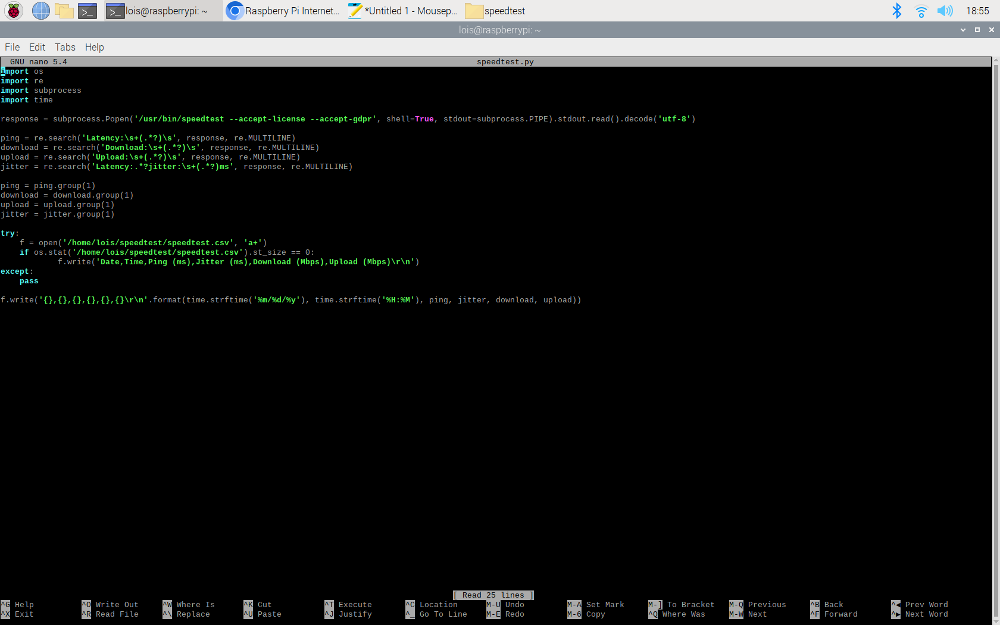 lois@raspberrypi: ~ Raspberry Pi Internet... *Untitled 1 - Mousep... speedtest 18:55
lois@raspberrypi: ~
File Edit Tabs Help
GNU nano 5.4 speedtest.py
import os
import re
import subprocess
import time
response = subprocess.Popen('/usr/bin/speedtest --accept-license --accept-gdpr', shell=True, stdout=subprocess.PIPE).stdout.read().decode('utf-8')
ping = re.search('Latency:\s+(.*?)\s', response, re.MULTILINE)
download = re.search('Download:\s+(.*?)\s', response, re.MULTILINE)
upload = re.search('Upload:\s+(.*?)\s', response, re.MULTILINE)
jitter = re.search('Latency:.*?jitter:\s+(.*?)ms', response, re.MULTILINE)
ping = ping.group(1)
download = download.group(1)
upload = upload.group(1)
jitter = jitter.group(1)
try:
    f = open('/home/lois/speedtest/speedtest.csv', 'a+')
    if os.stat('/home/lois/speedtest/speedtest.csv').st_size == 0:
            f.write('Date,Time,Ping (ms),Jitter (ms),Download (Mbps),Upload (Mbps)\r\n')
except:
    pass
f.write('{},{},{},{},{},{}\r\n'.format(time.strftime('%m/%d/%y'), time.strftime('%H:%M'), ping, jitter, download, upload))
[ Read 25 lines ]
^G Help ^O Write Out ^W Where Is ^K Cut ^T Execute ^C Location M-U Undo M-A Set Mark M-] To Bracket M-Q Previous ^B Back ^◀ Prev Word
^X Exit ^R Read File ^\ Replace ^U Paste ^J Justify ^_ Go To Line M-E Redo M-6 Copy ^Q Where Was M-W Next ^F Forward ^▶ Next Word